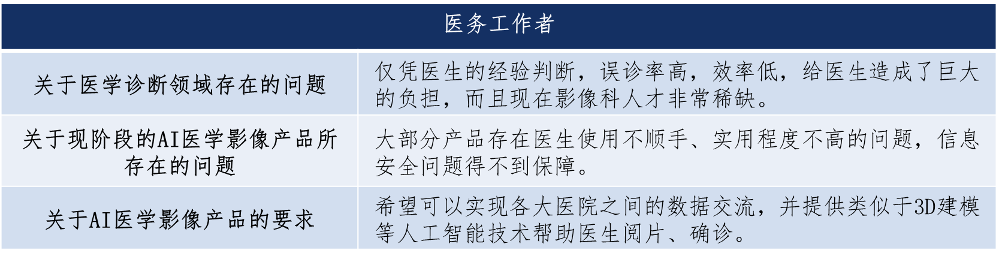 医务工作者
关于医学诊断领域存在的问题
仅凭医生的经验判断，误诊率高，效率低，给医生造成了巨大
的负担，而且现在影像科人才非常稀缺。
关于现阶段的AI医学影像产品所
存在的问题
大部分产品存在医生使用不顺手、实用程度不高的问题，信息
安全问题得不到保障。
关于AI医学影像产品的要求
希望可以实现各大医院之间的数据交流，并提供类似于3D建模
等人工智能技术帮助医生阅片、确诊。